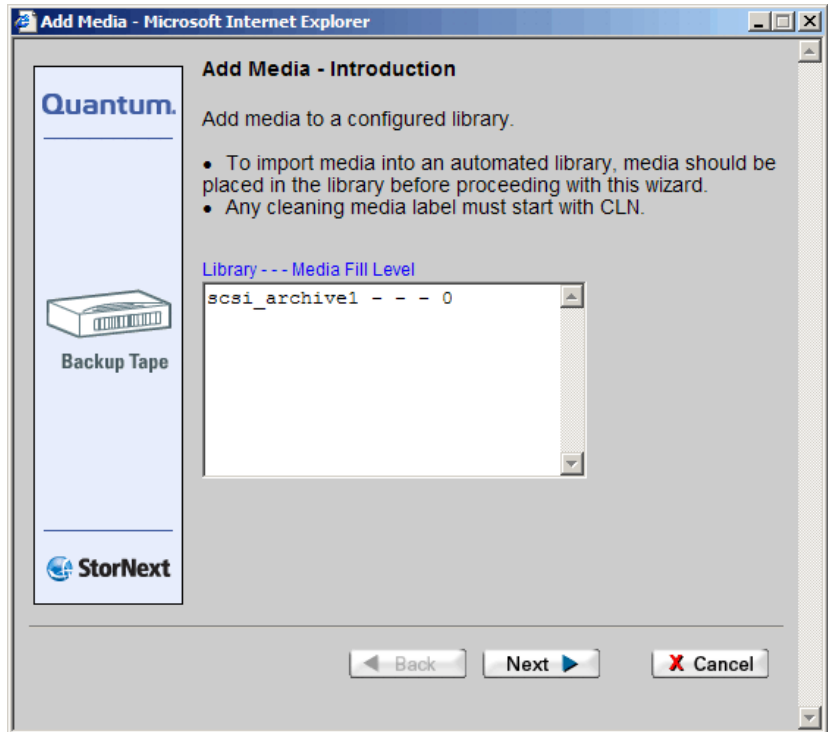 Add Media - Microsoft Internet Explorer
Add Media - Introduction
Quantum.
Add media to a configured library.
• To import media into an automated library, media should be
placed in the library before proceeding with this wizard.
• Any cleaning media label must start with CLN.
Library - - - Media Fill Level
scsi_archive1 - - - 0
Backup Tape
StorNext
Back
Next
X Cancel